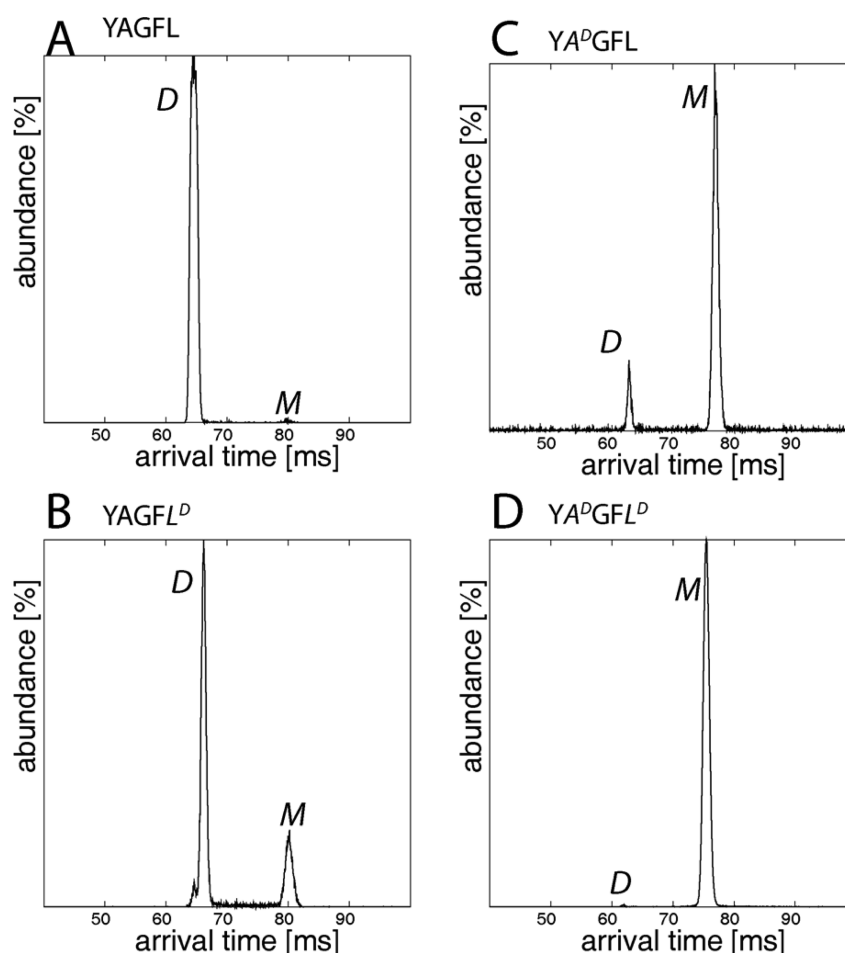 A YAGFL
D
M
abundance [%]
50 60 70 80 90
arrival time [ms]
C YAᴰGFL
M
D
abundance [%]
50 60 70 80 90
arrival time [ms]
B YAGFLᴰ
D
M
abundance [%]
50 60 70 80 90
arrival time [ms]
D YAᴰGFLᴰ
M
D
abundance [%]
50 60 70 80 90
arrival time [ms]